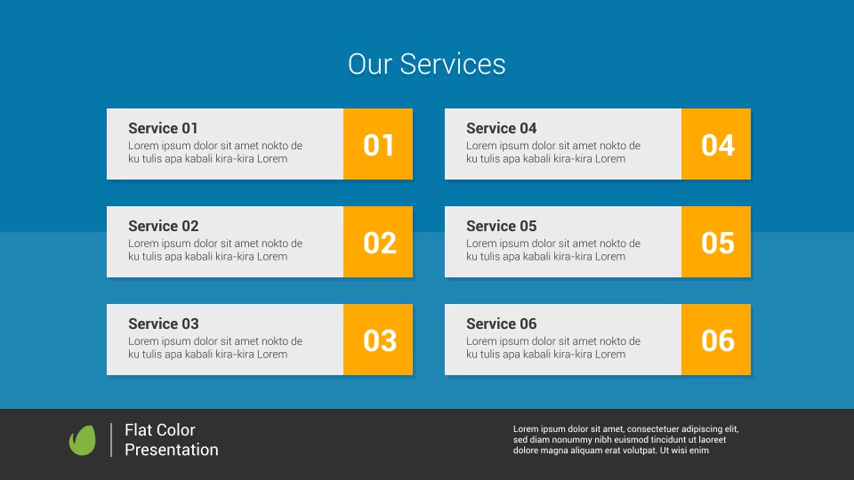 Our Services
Service 01
Lorem ipsum dolor sit amet nokto de
ku tulis apa kabali kira-kira Lorem
01
Service 02
Lorem ipsum dolor sit amet nokto de
ku tulis apa kabali kira-kira Lorem
02
Service 03
Lorem ipsum dolor sit amet nokto de
ku tulis apa kabali kira-kira Lorem
03
Service 04
Lorem ipsum dolor sit amet nokto de
ku tulis apa kabali kira-kira Lorem
04
Service 05
Lorem ipsum dolor sit amet nokto de
ku tulis apa kabali kira-kira Lorem
05
Service 06
Lorem ipsum dolor sit amet nokto de
ku tulis apa kabali kira-kira Lorem
06
Flat Color
Presentation
Lorem ipsum dolor sit amet, consectetuer adipiscing elit,
sed diam nonummy nibh euismod tincidunt ut laoreet
dolore magna aliquam erat volutpat. Ut wisi enim